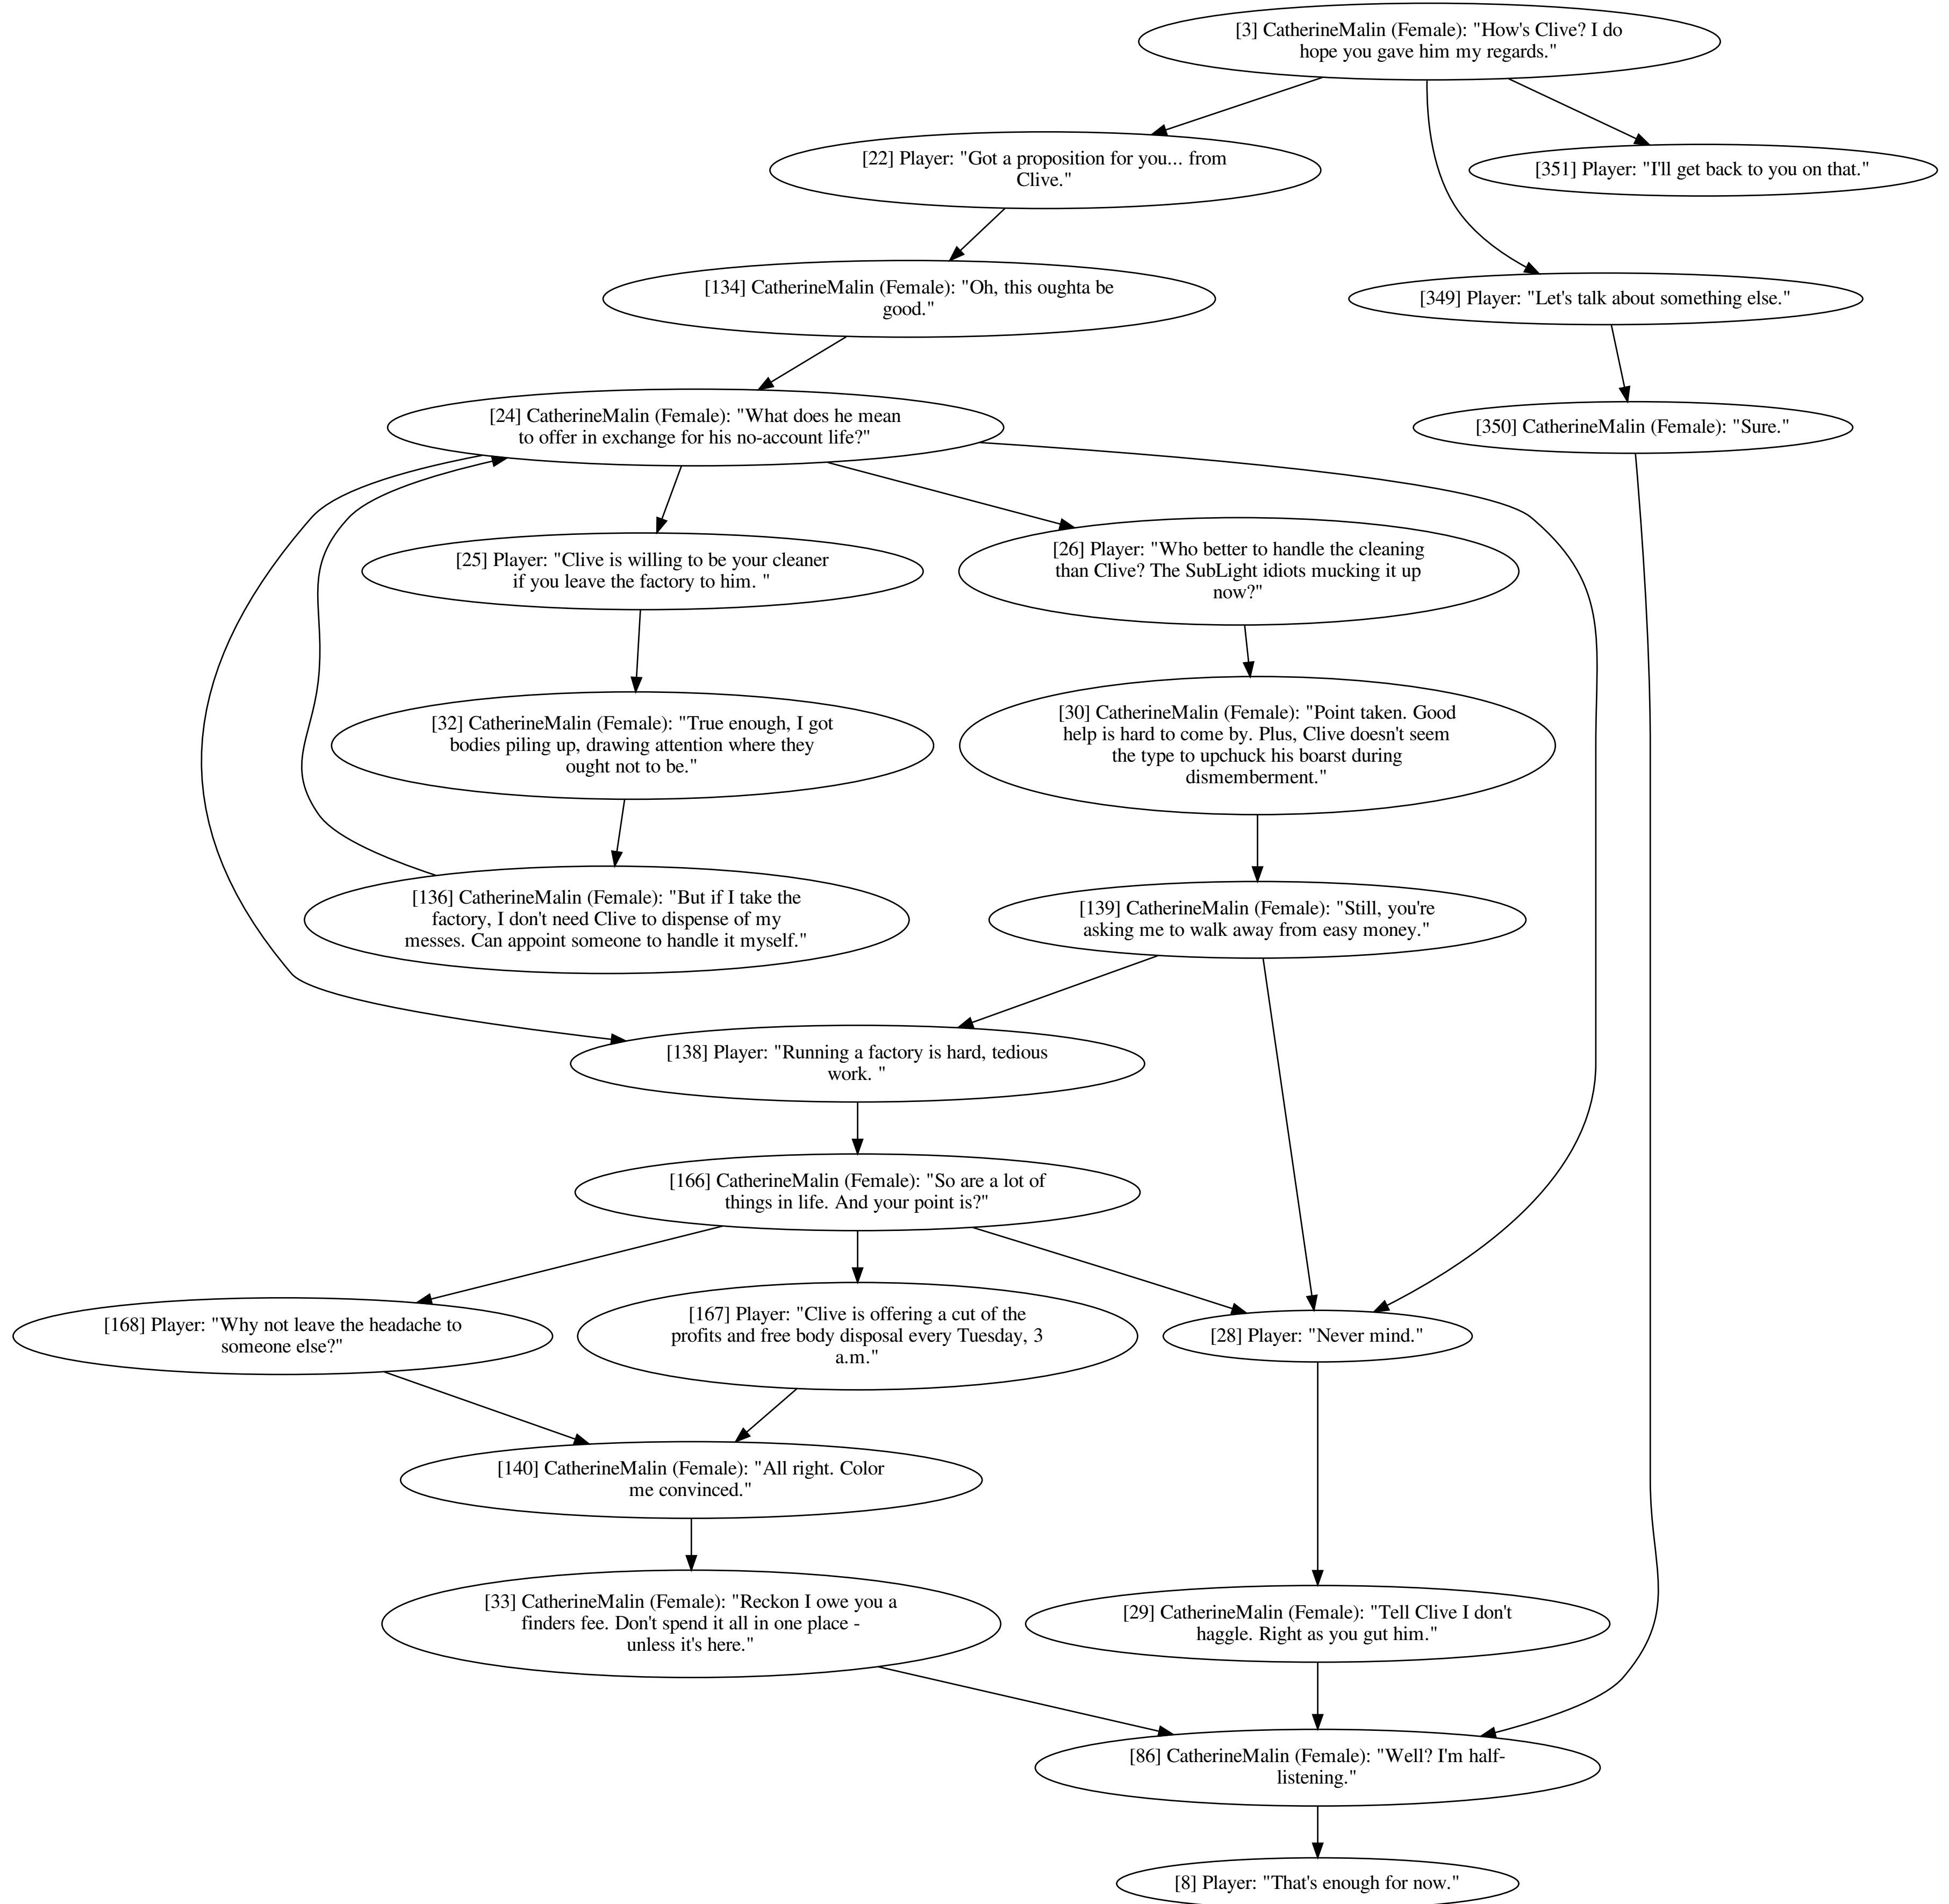 [3] CatherineMalin (Female): "How's Clive? I do
hope you gave him my regards."
[22] Player: "Got a proposition for you... from
Clive."
[351] Player: "I'll get back to you on that."
[134] CatherineMalin (Female): "Oh, this oughta be
good."
[349] Player: "Let's talk about something else."
[24] CatherineMalin (Female): "What does he mean
to offer in exchange for his no-account life?"
[350] CatherineMalin (Female): "Sure."
[25] Player: "Clive is willing to be your cleaner
if you leave the factory to him. "
[26] Player: "Who better to handle the cleaning
than Clive? The SubLight idiots mucking it up
now?"
[32] CatherineMalin (Female): "True enough, I got
bodies piling up, drawing attention where they
ought not to be."
[30] CatherineMalin (Female): "Point taken. Good
help is hard to come by. Plus, Clive doesn't seem
the type to upchuck his boarst during
dismemberment."
[136] CatherineMalin (Female): "But if I take the
factory, I don't need Clive to dispense of my
messes. Can appoint someone to handle it myself."
[139] CatherineMalin (Female): "Still, you're
asking me to walk away from easy money."
[138] Player: "Running a factory is hard, tedious
work. "
[166] CatherineMalin (Female): "So are a lot of
things in life. And your point is?"
[168] Player: "Why not leave the headache to
someone else?"
[167] Player: "Clive is offering a cut of the
profits and free body disposal every Tuesday, 3
a.m."
[28] Player: "Never mind."
[140] CatherineMalin (Female): "All right. Color
me convinced."
[33] CatherineMalin (Female): "Reckon I owe you a
finders fee. Don't spend it all in one place -
unless it's here."
[29] CatherineMalin (Female): "Tell Clive I don't
haggle. Right as you gut him."
[86] CatherineMalin (Female): "Well? I'm half-
listening."
[8] Player: "That's enough for now."